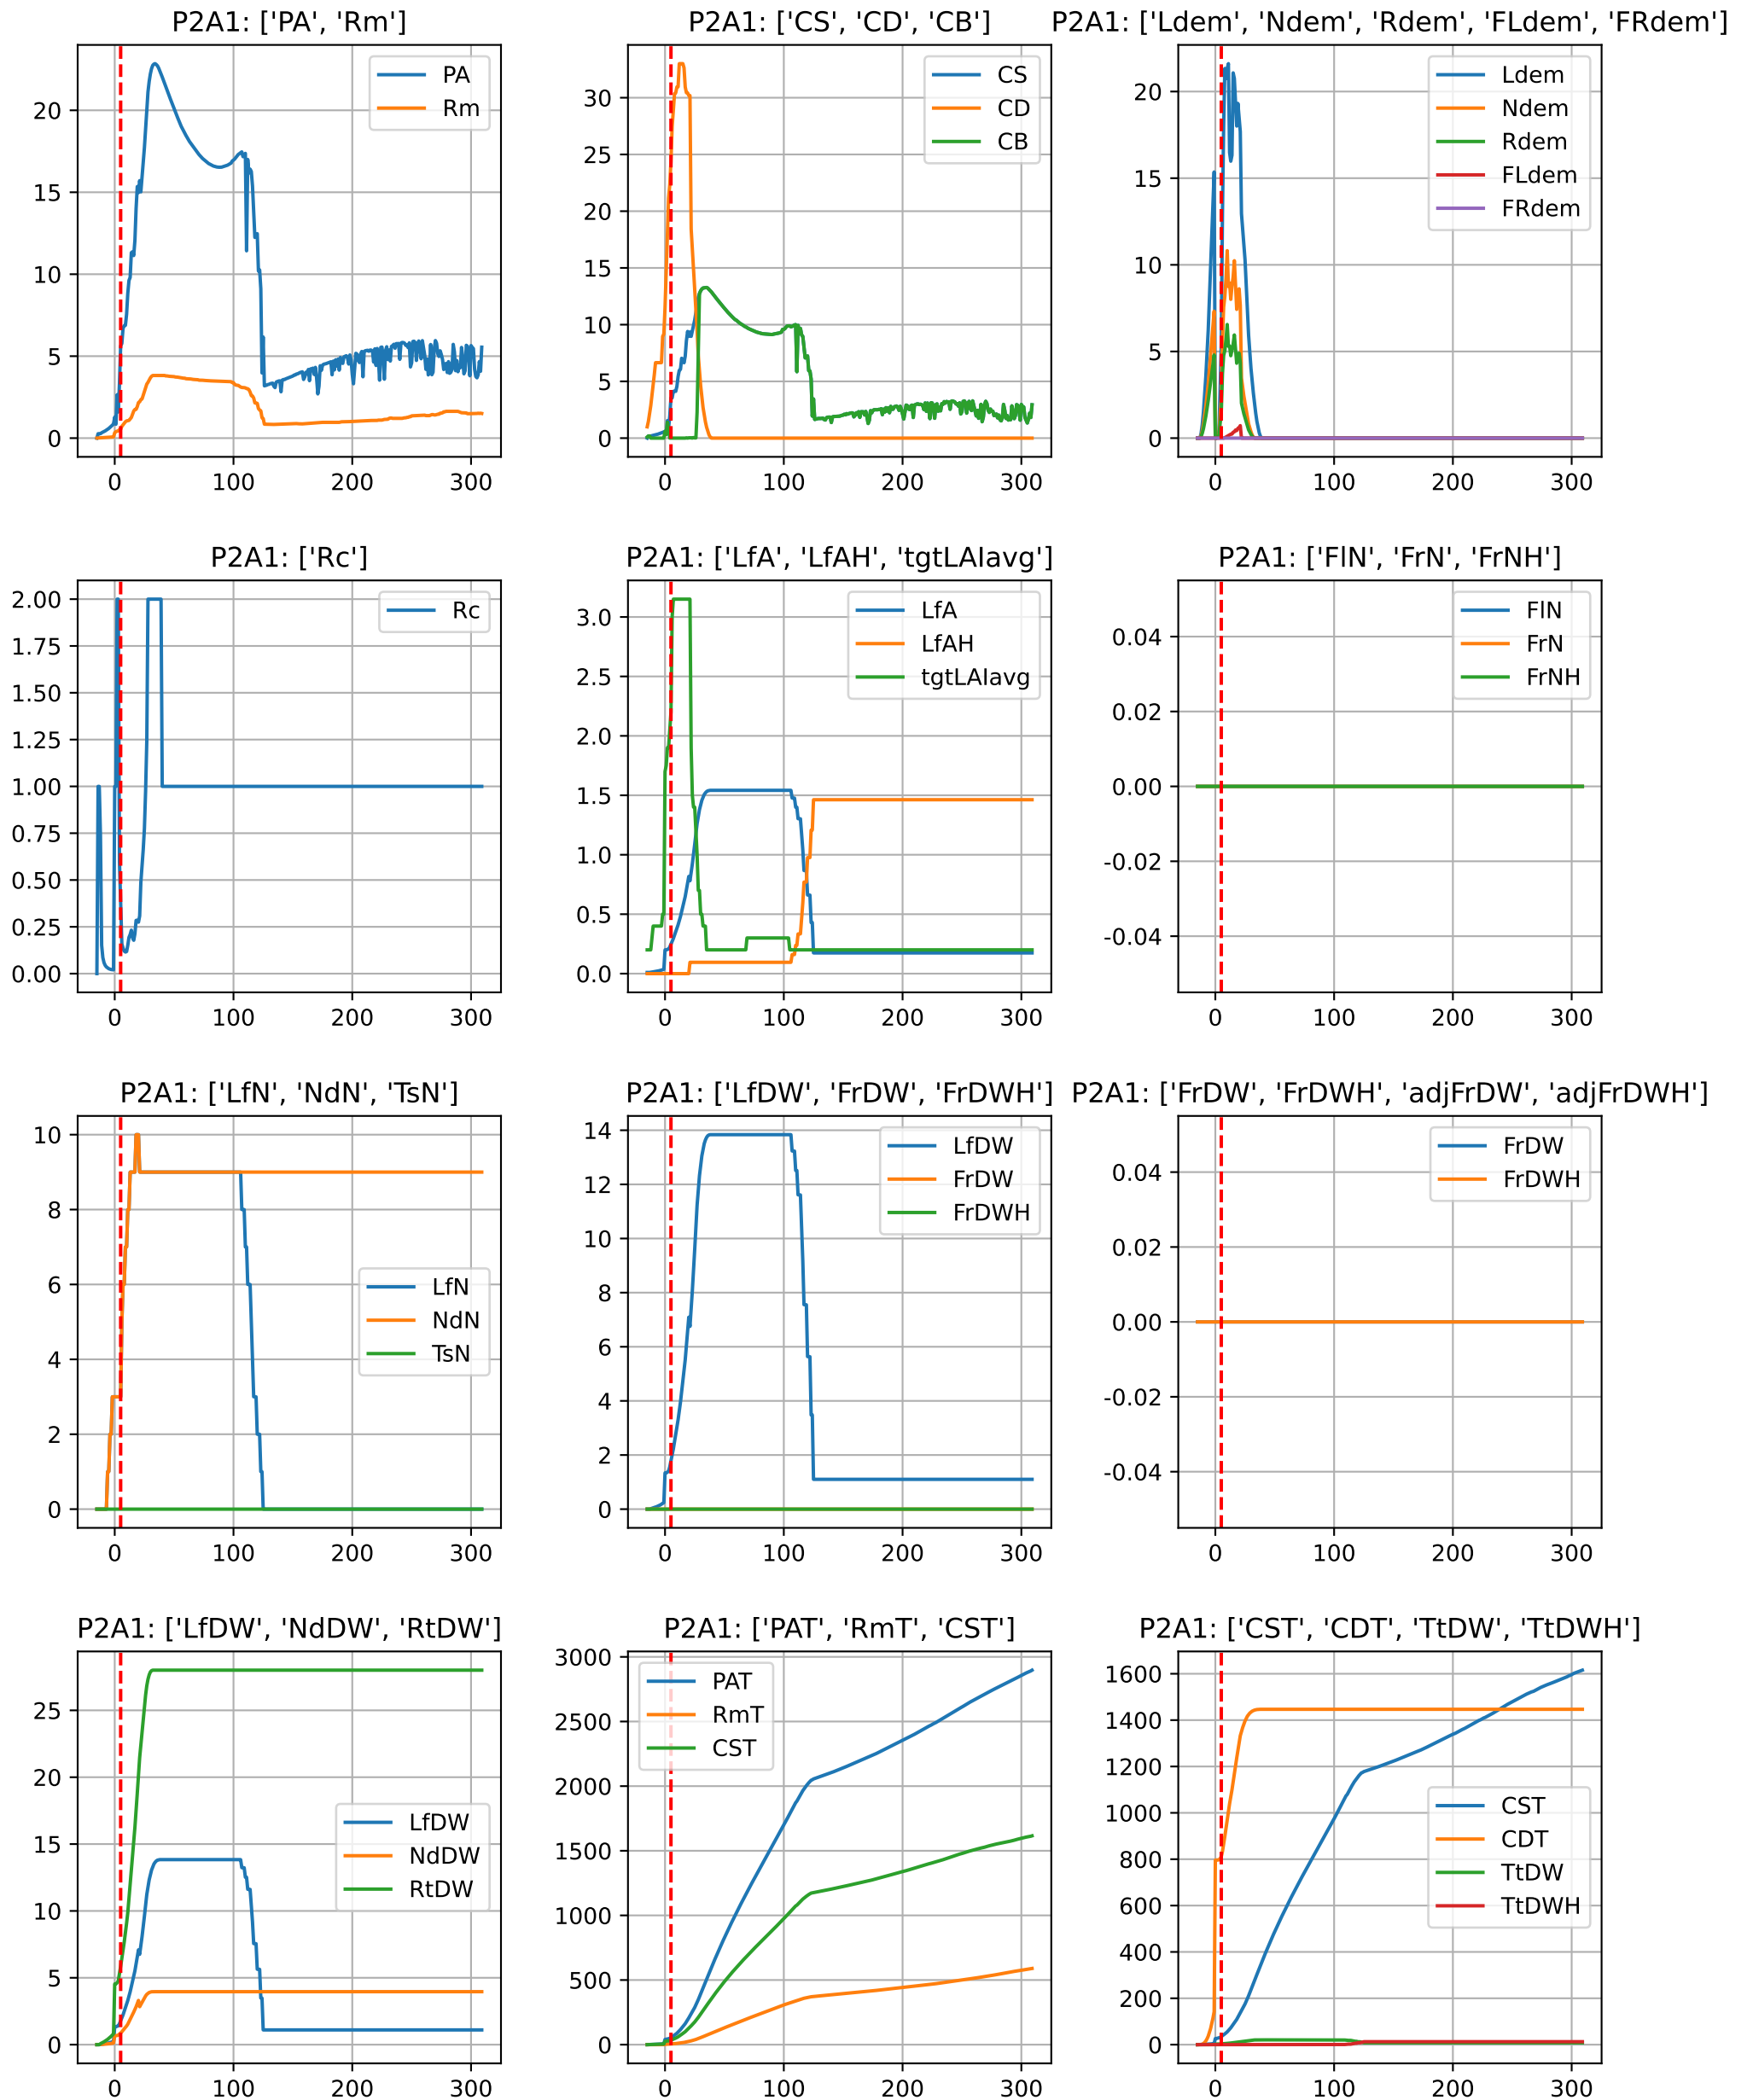 P2A1: ['PA', 'Rm']
PA
Rm
20
15
10
5
0
0 100 200 300
P2A1: ['CS', 'CD', 'CB']
CS
CD
CB
30
25
20
15
10
5
0
0 100 200 300
P2A1: ['Ldem', 'Ndem', 'Rdem', 'FLdem', 'FRdem']
Ldem
Ndem
Rdem
FLdem
FRdem
20
15
10
5
0
0 100 200 300
P2A1: ['Rc']
Rc
2.00
1.75
1.50
1.25
1.00
0.75
0.50
0.25
0.00
0 100 200 300
P2A1: ['LfA', 'LfAH', 'tgtLAIavg']
LfA
LfAH
tgtLAIavg
3.0
2.5
2.0
1.5
1.0
0.5
0.0
0 100 200 300
P2A1: ['FlN', 'FrN', 'FrNH']
FlN
FrN
FrNH
0.04
0.02
0.00
-0.02
-0.04
0 100 200 300
P2A1: ['LfN', 'NdN', 'TsN']
LfN
NdN
TsN
10
8
6
4
2
0
0 100 200 300
P2A1: ['LfDW', 'FrDW', 'FrDWH']
LfDW
FrDW
FrDWH
14
12
10
8
6
4
2
0
0 100 200 300
P2A1: ['FrDW', 'FrDWH', 'adjFrDW', 'adjFrDWH']
FrDW
FrDWH
0.04
0.02
0.00
-0.02
-0.04
0 100 200 300
P2A1: ['LfDW', 'NdDW', 'RtDW']
LfDW
NdDW
RtDW
25
20
15
10
5
0
0 100 200 300
P2A1: ['PAT', 'RmT', 'CST']
PAT
RmT
CST
3000
2500
2000
1500
1000
500
0
0 100 200 300
P2A1: ['CST', 'CDT', 'TtDW', 'TtDWH']
CST
CDT
TtDW
TtDWH
1600
1400
1200
1000
800
600
400
200
0
0 100 200 300